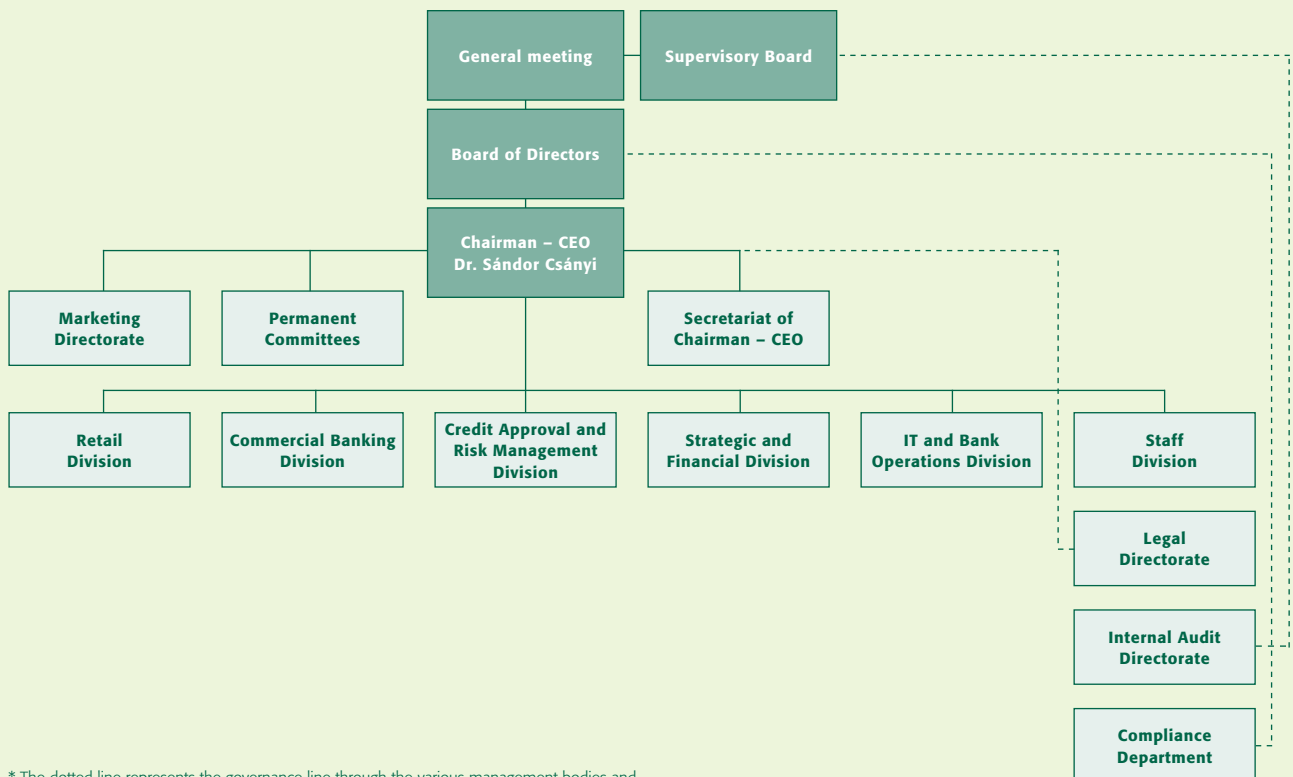 General meeting
Supervisory Board
Board of Directors
Chairman – CEO
Dr. Sándor Csányi
Marketing
Directorate
Permanent
Committees
Secretariat of
Chairman – CEO
Retail
Division
Commercial Banking
Division
Credit Approval and
Risk Management
Division
Strategic and
Financial Division
IT and Bank
Operations Division
Staff
Division
Legal
Directorate
Internal Audit
Directorate
Compliance
Department
* The dotted line represents the governance line through the various management bodies and